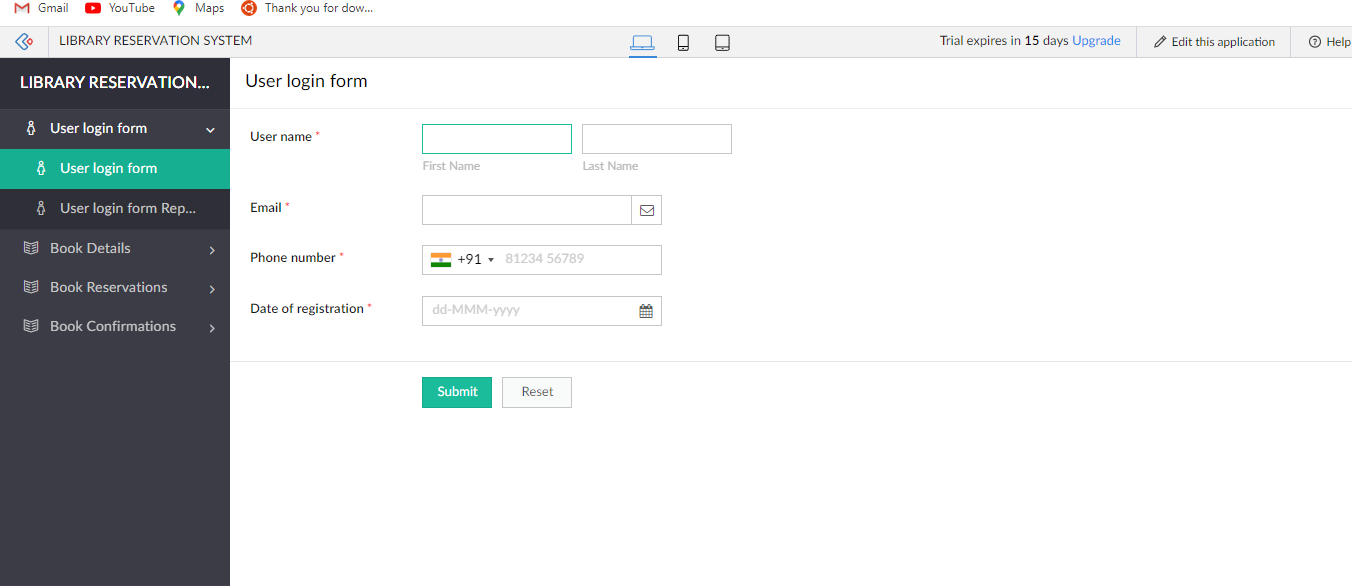 Gmail YouTube Maps Thank you for dow...
LIBRARY RESERVATION SYSTEM Trial expires in 15 days Upgrade Edit this application Help
LIBRARY RESERVATION... User login form
User login form
User login form
User login form Rep...
Book Details
Book Reservations
Book Confirmations
User name *
First Name Last Name
Email *
Phone number * +91 81234 56789
Date of registration * dd-MMM-yyyy
Submit Reset